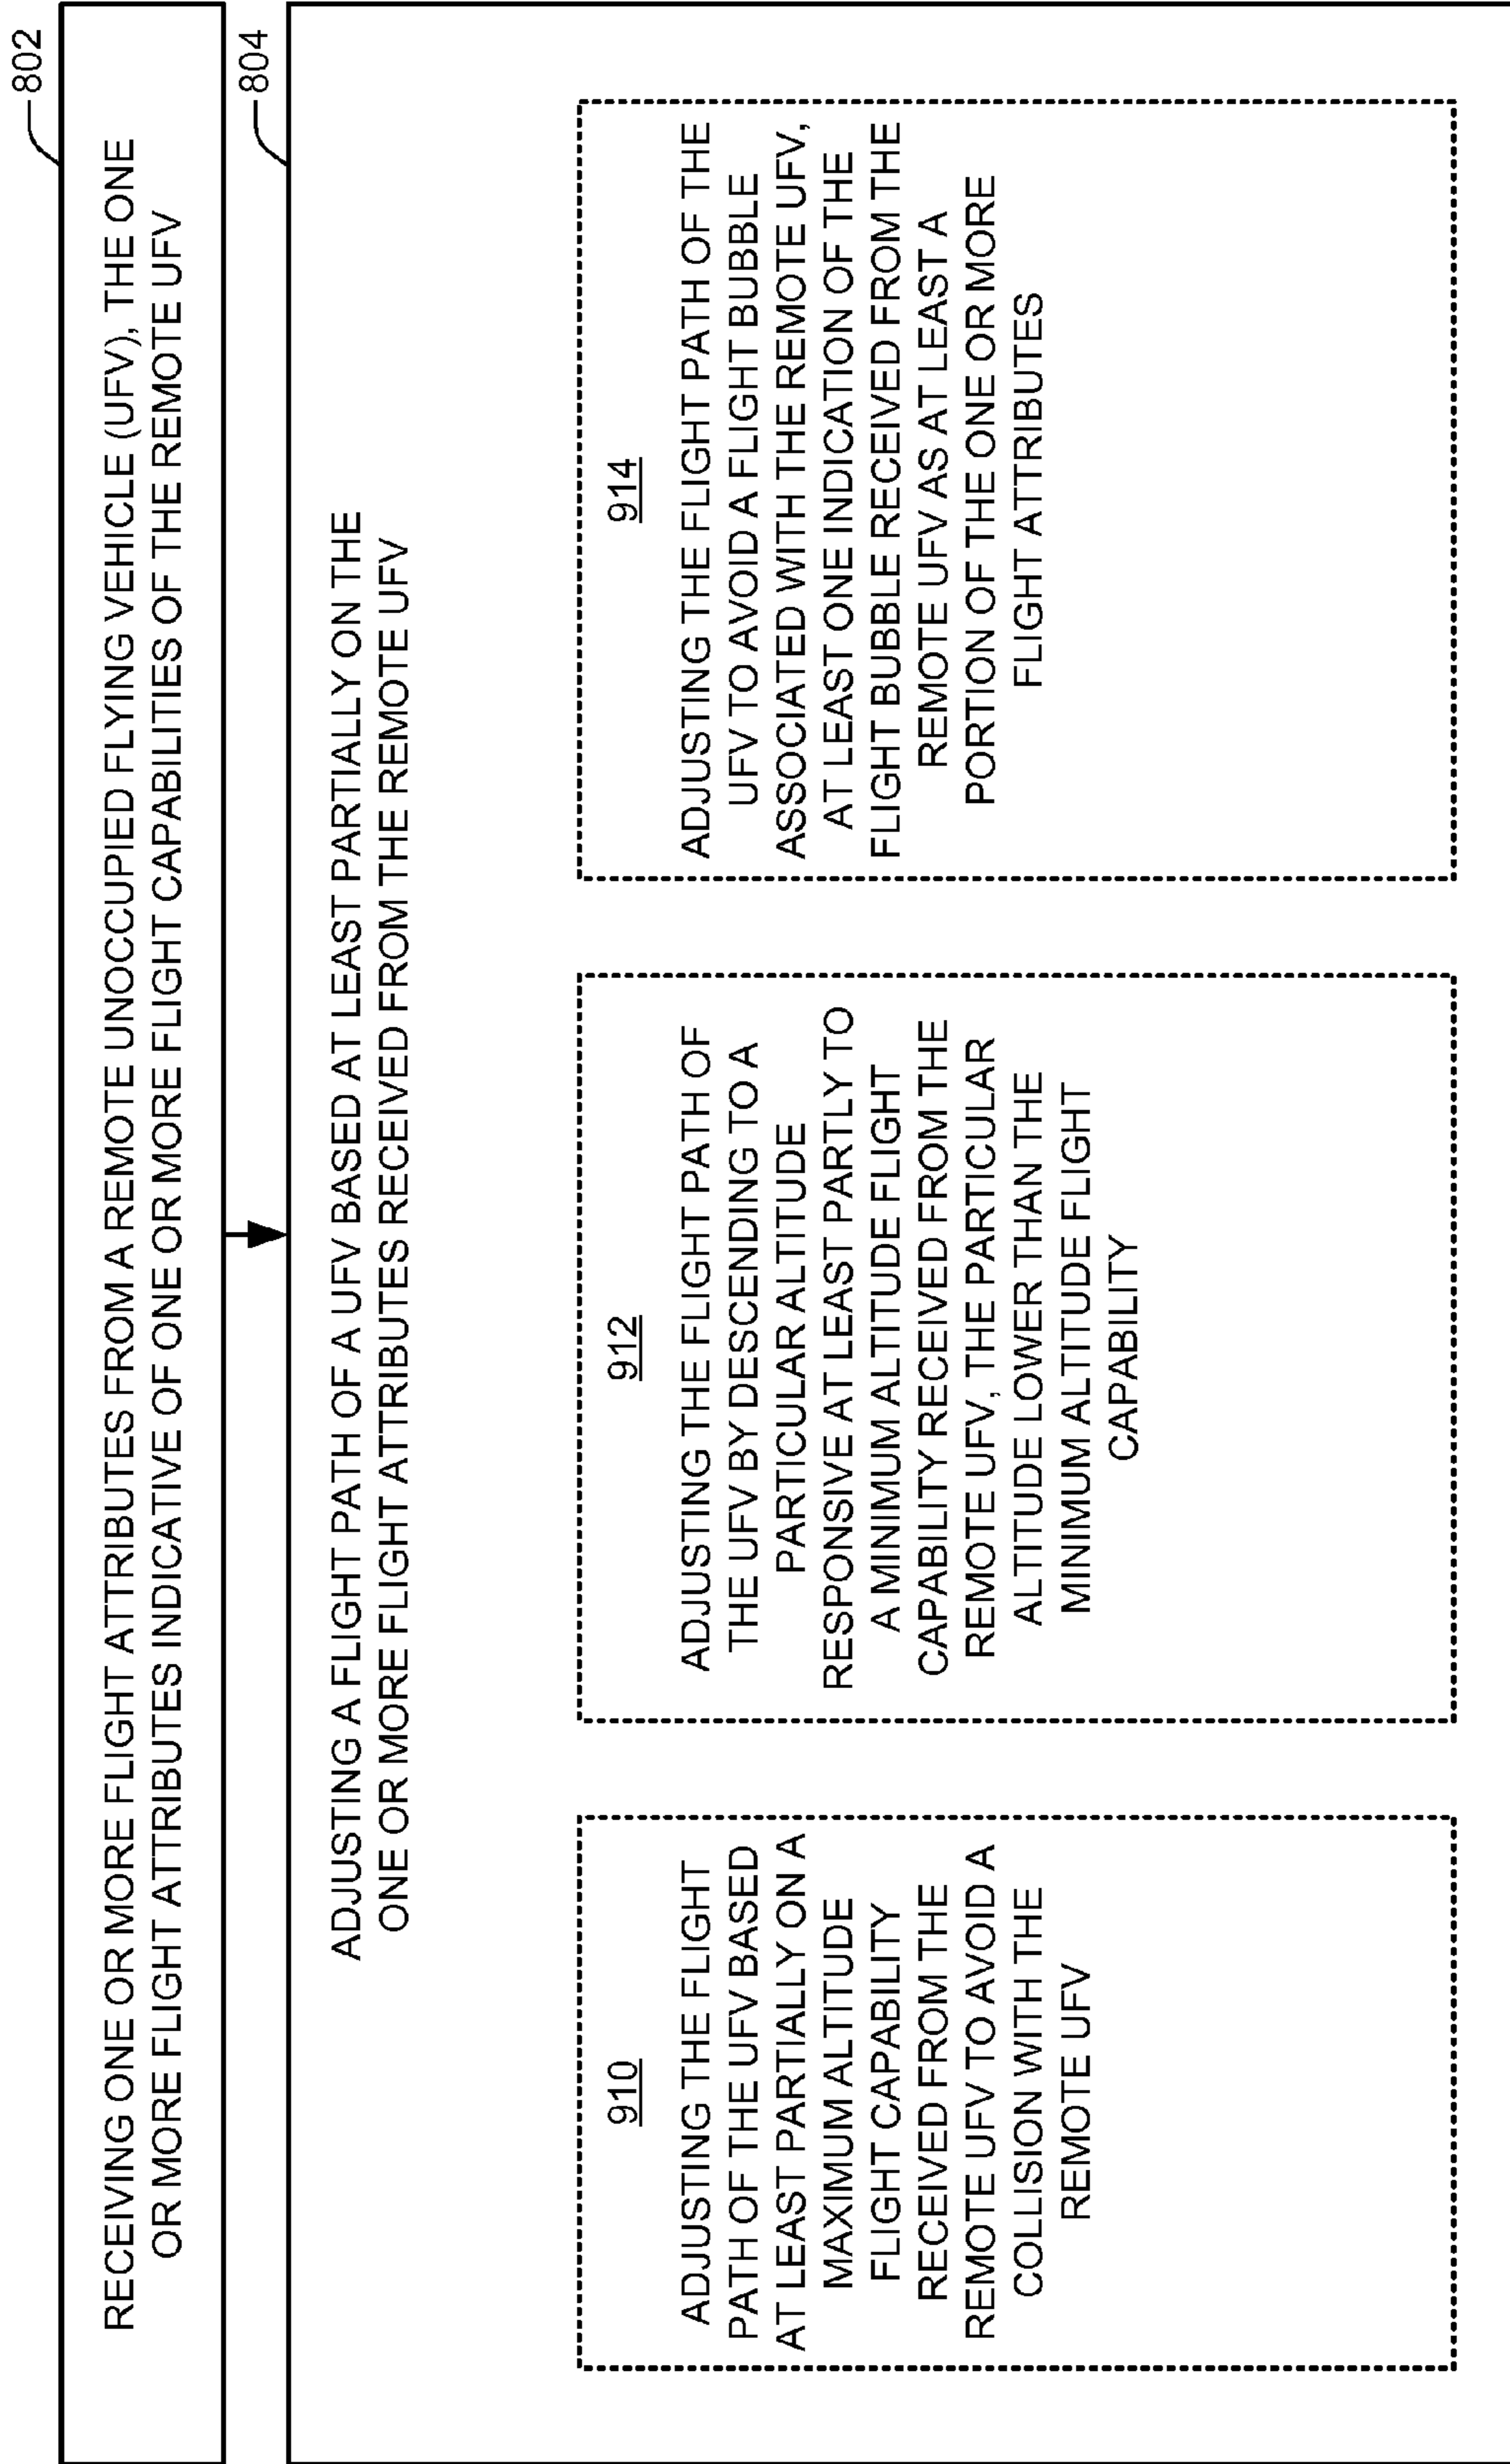 802
RECEIVING ONE OR MORE FLIGHT ATTRIBUTES FROM A REMOTE UNOCCUPIED FLYING VEHICLE (UFV), THE ONE
OR MORE FLIGHT ATTRIBUTES INDICATIVE OF ONE OR MORE FLIGHT CAPABILITIES OF THE REMOTE UFV
804
ADJUSTING A FLIGHT PATH OF A UFV BASED AT LEAST PARTIALLY ON THE
ONE OR MORE FLIGHT ATTRIBUTES RECEIVED FROM THE REMOTE UFV
910
ADJUSTING THE FLIGHT
PATH OF THE UFV BASED
AT LEAST PARTIALLY ON A
MAXIMUM ALTITUDE
FLIGHT CAPABILITY
RECEIVED FROM THE
REMOTE UFV TO AVOID A
COLLISION WITH THE
REMOTE UFV
912
ADJUSTING THE FLIGHT PATH OF
THE UFV BY DESCENDING TO A
PARTICULAR ALTITUDE
RESPONSIVE AT LEAST PARTLY TO
A MINIMUM ALTITUDE FLIGHT
CAPABILITY RECEIVED FROM THE
REMOTE UFV, THE PARTICULAR
ALTITUDE LOWER THAN THE
MINIMUM ALTITUDE FLIGHT
CAPABILITY
914
ADJUSTING THE FLIGHT PATH OF THE
UFV TO AVOID A FLIGHT BUBBLE
ASSOCIATED WITH THE REMOTE UFV,
AT LEAST ONE INDICATION OF THE
FLIGHT BUBBLE RECEIVED FROM THE
REMOTE UFV AS AT LEAST A
PORTION OF THE ONE OR MORE
FLIGHT ATTRIBUTES